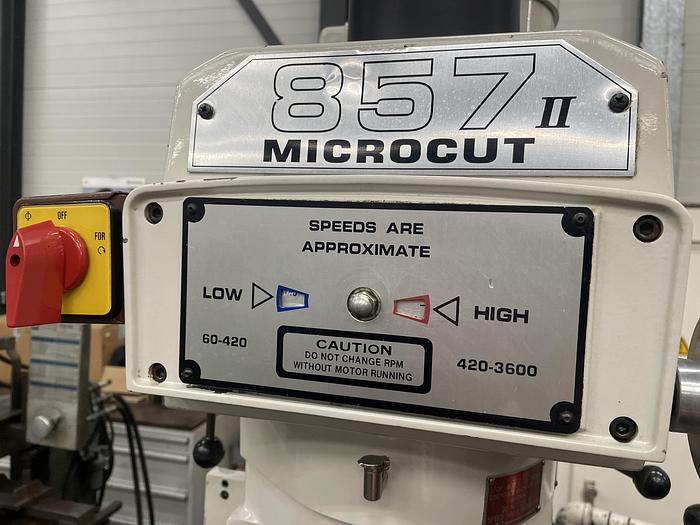 857 II
MICROCUT
OFF
FOR
SPEEDS ARE
APPROXIMATE
LOW
HIGH
60-420
420-3600
CAUTION
DO NOT CHANGE RPM
WITHOUT MOTOR RUNNING